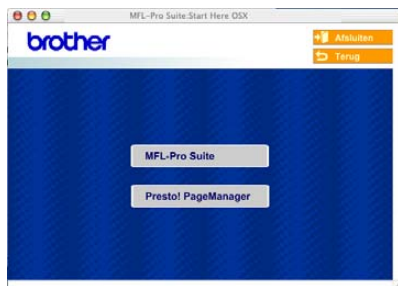 MFL-Pro Suite:Start Here OSX
brother
Afsluiten
Terug
MFL-Pro Suite
Presto! PageManager